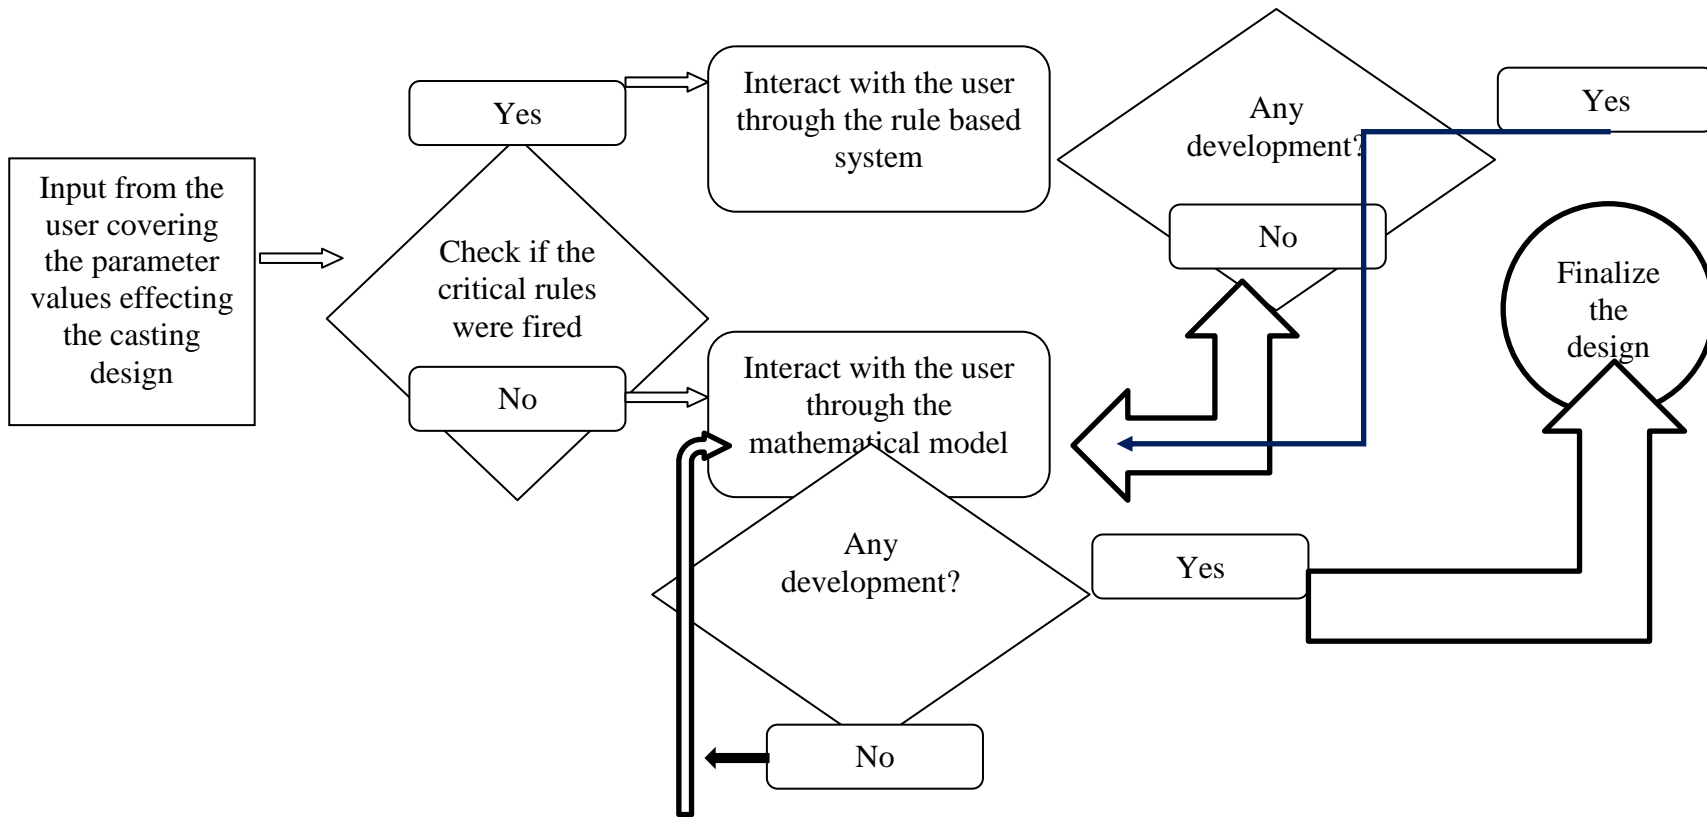 Input from the
user covering
the parameter
values effecting
the casting
design
Yes
Check if the
critical rules
were fired
No
Interact with the user
through the rule based
system
Any
development?
No
Yes
Interact with the user
through the
mathematical model
Any
development?
Yes
No
Finalize
the
design